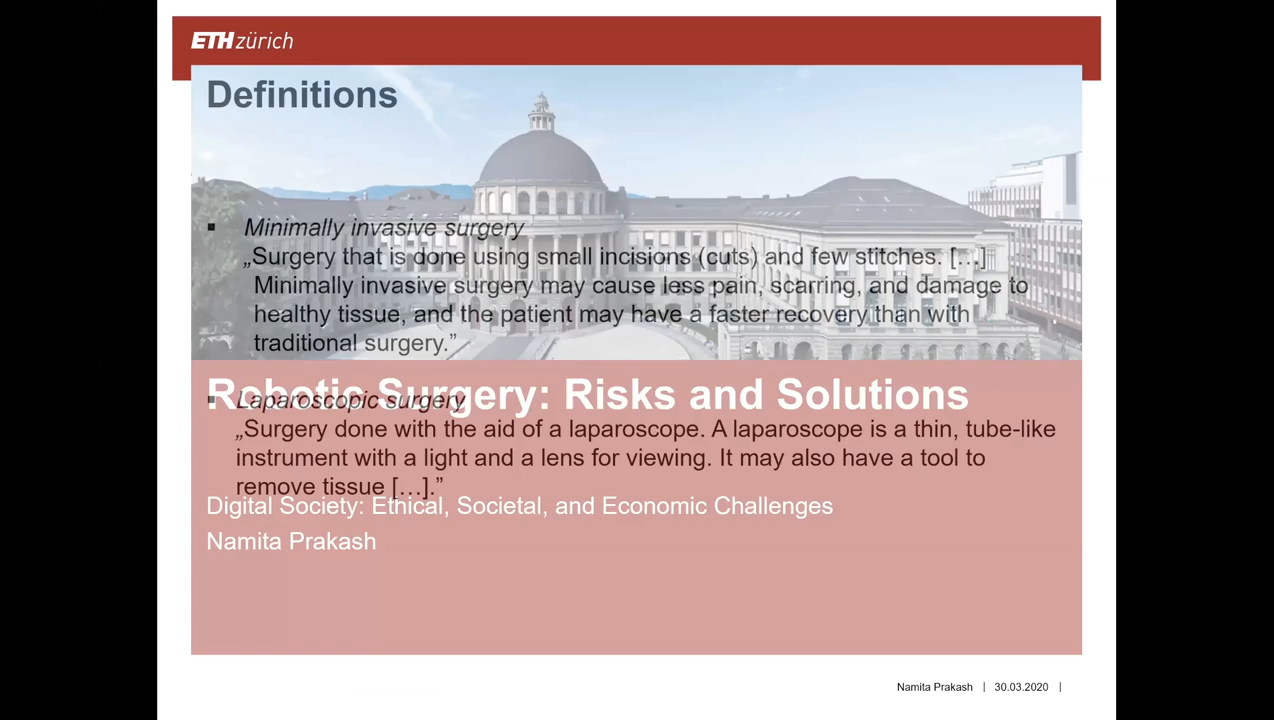 ETH zürich
Definitions
▪ Minimally invasive surgery
„Surgery that is done using small incisions (cuts) and few stitches. […]
Minimally invasive surgery may cause less pain, scarring, and damage to
healthy tissue, and the patient may have a faster recovery than with
traditional surgery.”
Robotic Surgery: Risks and Solutions
▪ Laparoscopic surgery
„Surgery done with the aid of a laparoscope. A laparoscope is a thin, tube-like
instrument with a light and a lens for viewing. It may also have a tool to
remove tissue […].”
Digital Society: Ethical, Societal, and Economic Challenges
Namita Prakash
Namita Prakash | 30.03.2020 |